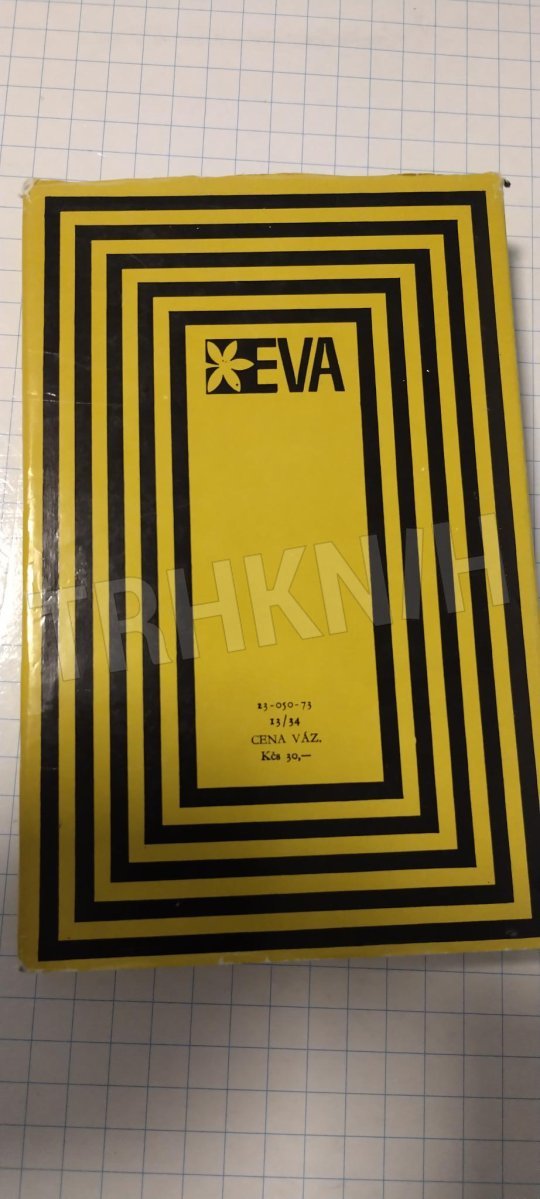 EVA
TRHKNIH
23-050-73
13/34
CENA VÁZ.
Kčs 30,—